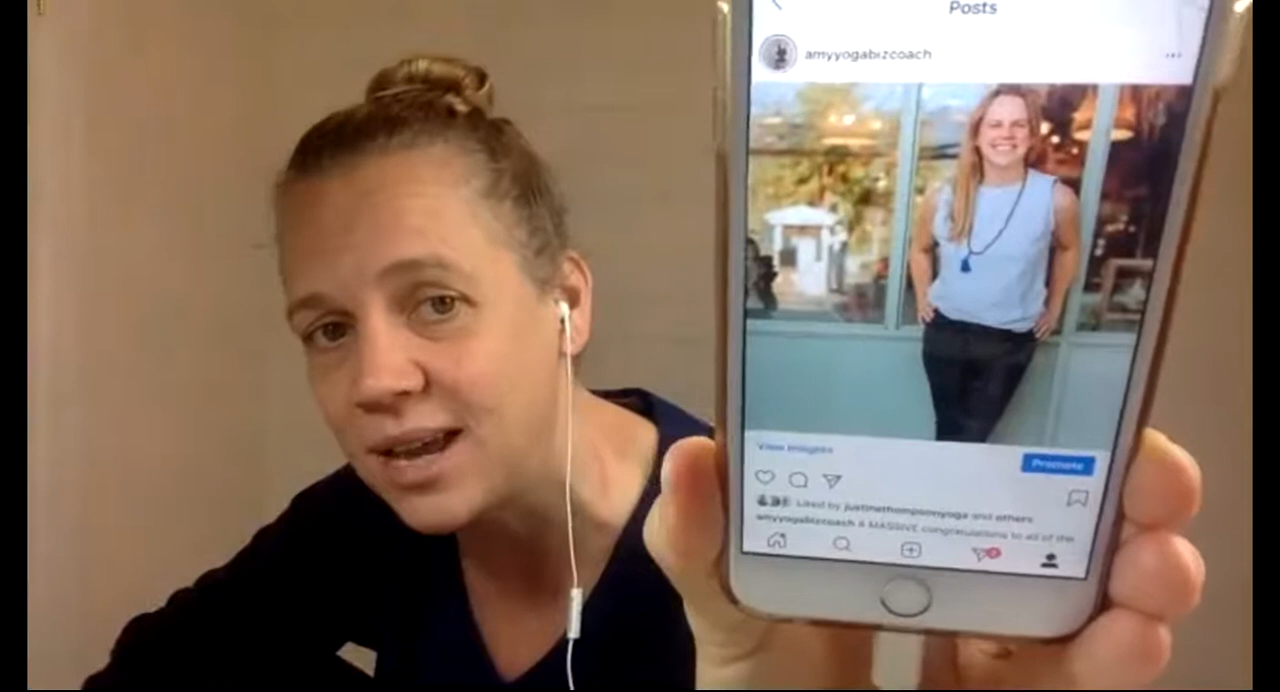 Posts
amyyogabizcoach
View Insights
Promote
Liked by justinethompsonyoga and others
amyyogabizcoach A MASSIVE congratulations to all of the